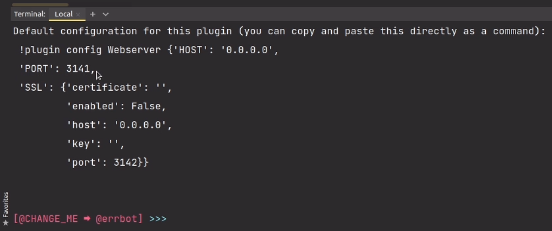 Terminal: Local × + ∨
Default configuration for this plugin (you can copy and paste this directly as a command):
!plugin config Webserver {'HOST': '0.0.0.0',
'PORT': 3141,
'SSL': {'certificate': '',
'enabled': False,
'host': '0.0.0.0',
'key': '',
'port': 3142}}
Favorites
[@CHANGE_ME ➡ @errbot] >>>